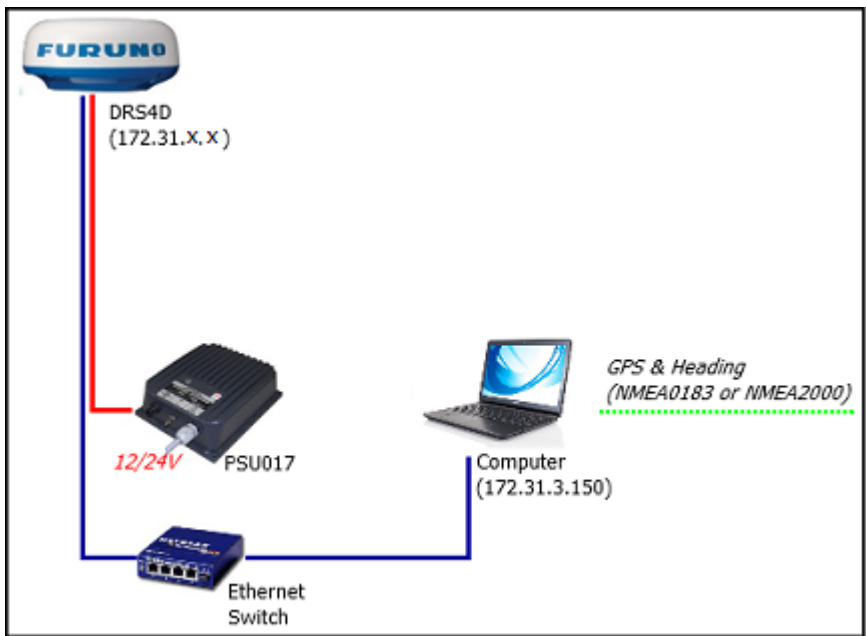 FURUNO
DRS4D
(172.31.x.x)
GPS & Heading
(NMEA0183 or NMEA2000)
12/24V
PSU017
Computer
(172.31.3.150)
NETGEAR
Ethernet
Switch